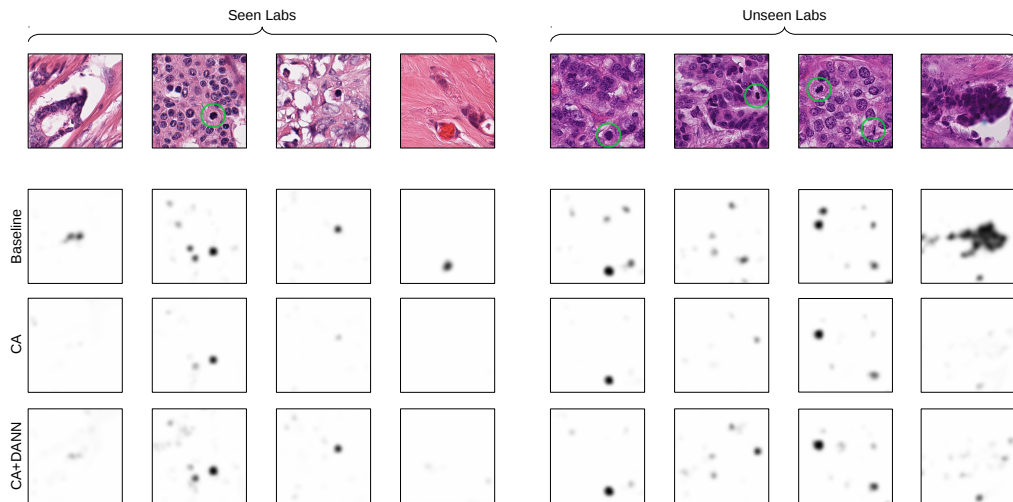 Seen Labs
Unseen Labs
Baseline
CA
CA+DANN